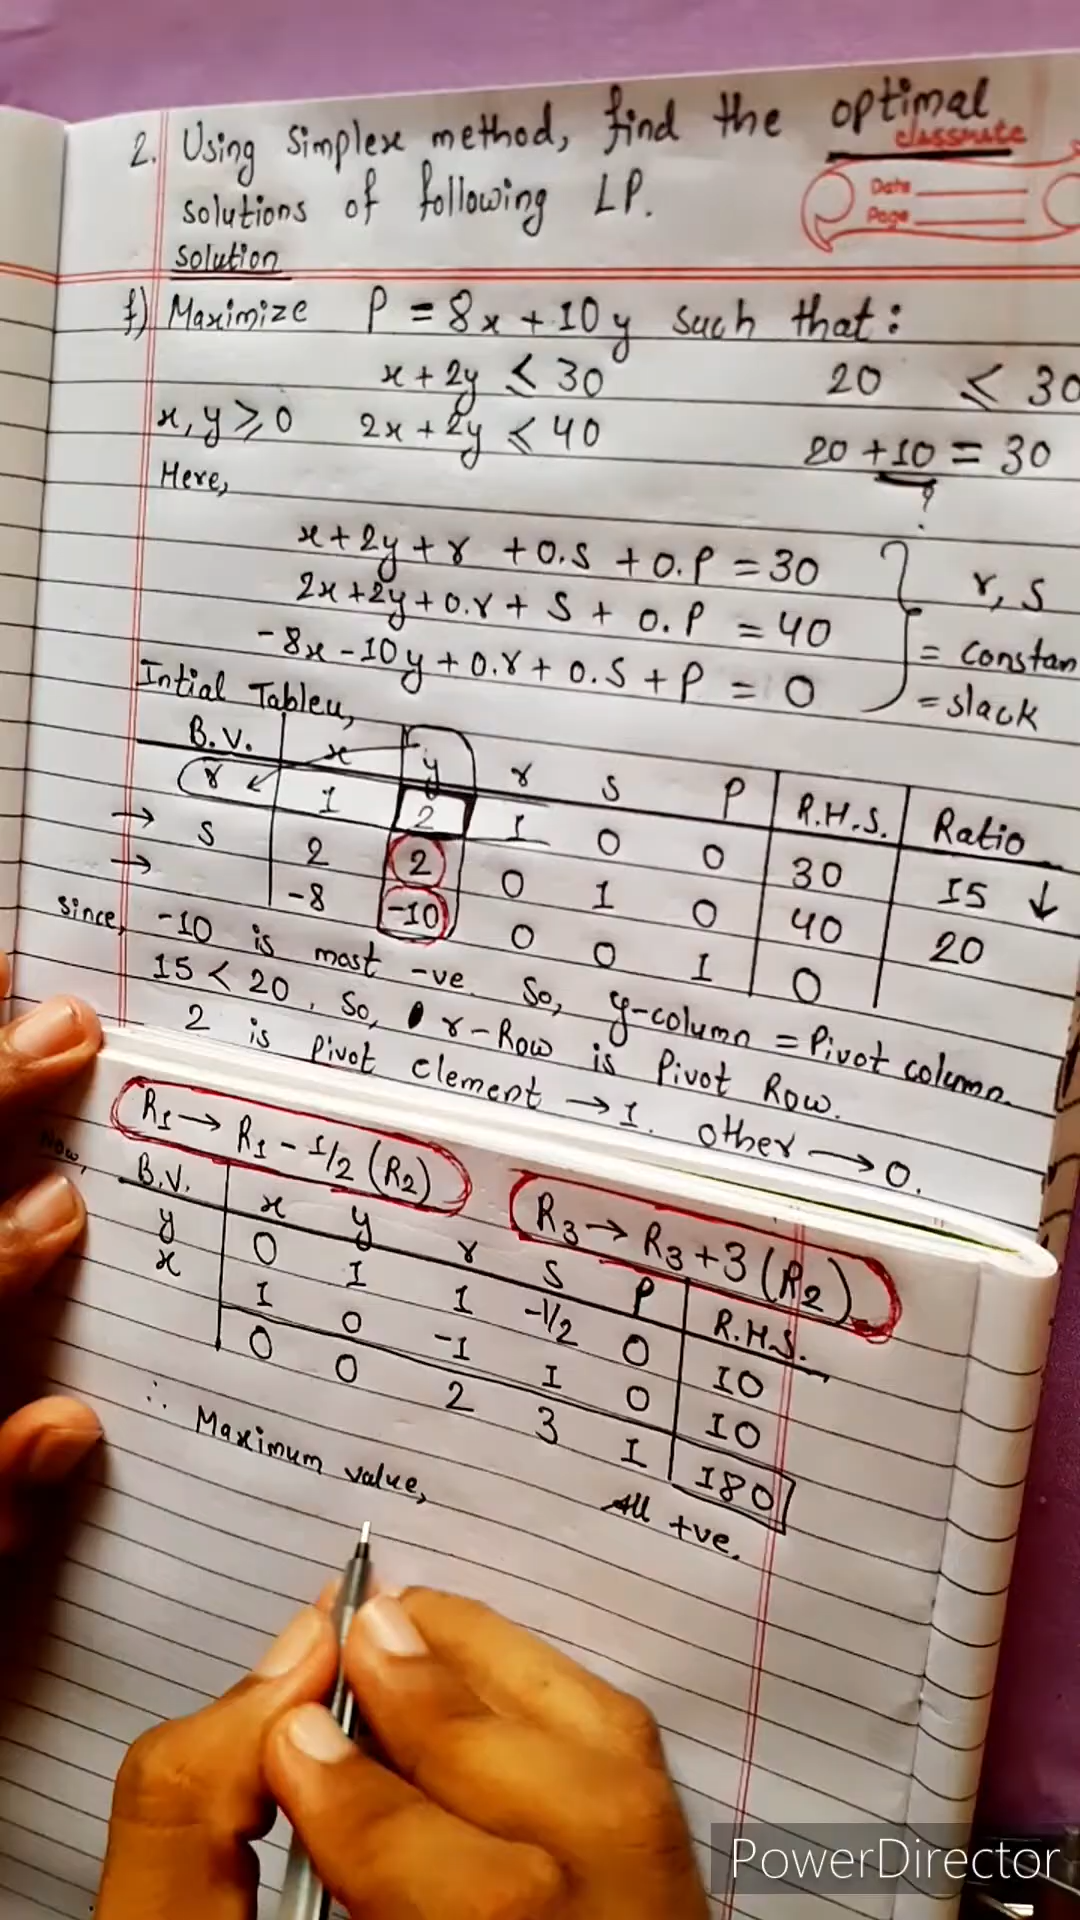 2. Using Simplex method, find the optimal
classmate
Date
Page
solutions of following LP.
Solution
f) Maximize P = 8x + 10y such that:
x + 2y ≤ 30 20 ≤ 30
x, y ≥ 0 2x + 2y ≤ 40 20 + 10 = 30
Here, ?
x + 2y + r + 0.S + 0.P = 30
2x + 2y + 0.r + S + 0.P = 40 r, s
-8x - 10y + 0.r + 0.S + P = 0 = constan
= slack
Intial Tableu,
B.V. x y r S P R.H.S. Ratio
r 1 2 1 0 0 30 15 ↓
→ S 2 2 0 1 0 40 20
→ -8 -10 0 0 1 0
Since, -10 is most -ve. So, y-column = Pivot column.
15 < 20. So, r-Row is Pivot Row.
2 is Pivot element → 1. other → 0.
R1 → R1 - 1/2 (R2) R3 → R3 + 3 (R2)
Now,
B.V. x y r S P R.H.S.
y 0 1 1 -1/2 0 10
x 1 0 -1 1 0 10
0 0 2 3 1 180
∴ Maximum value, All +ve.
PowerDirector